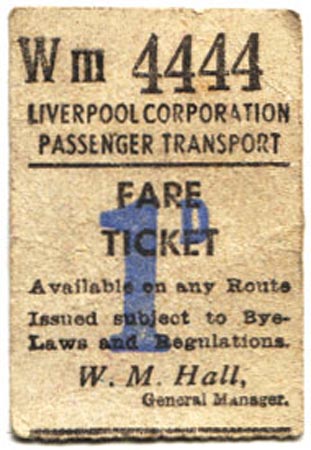 Wm 4444
LIVERPOOL CORPORATION
PASSENGER TRANSPORT
FARE
1D
TICKET
Available on any Route
Issued subject to Bye-
Laws and Regulations.
W. M. Hall,
General Manager.